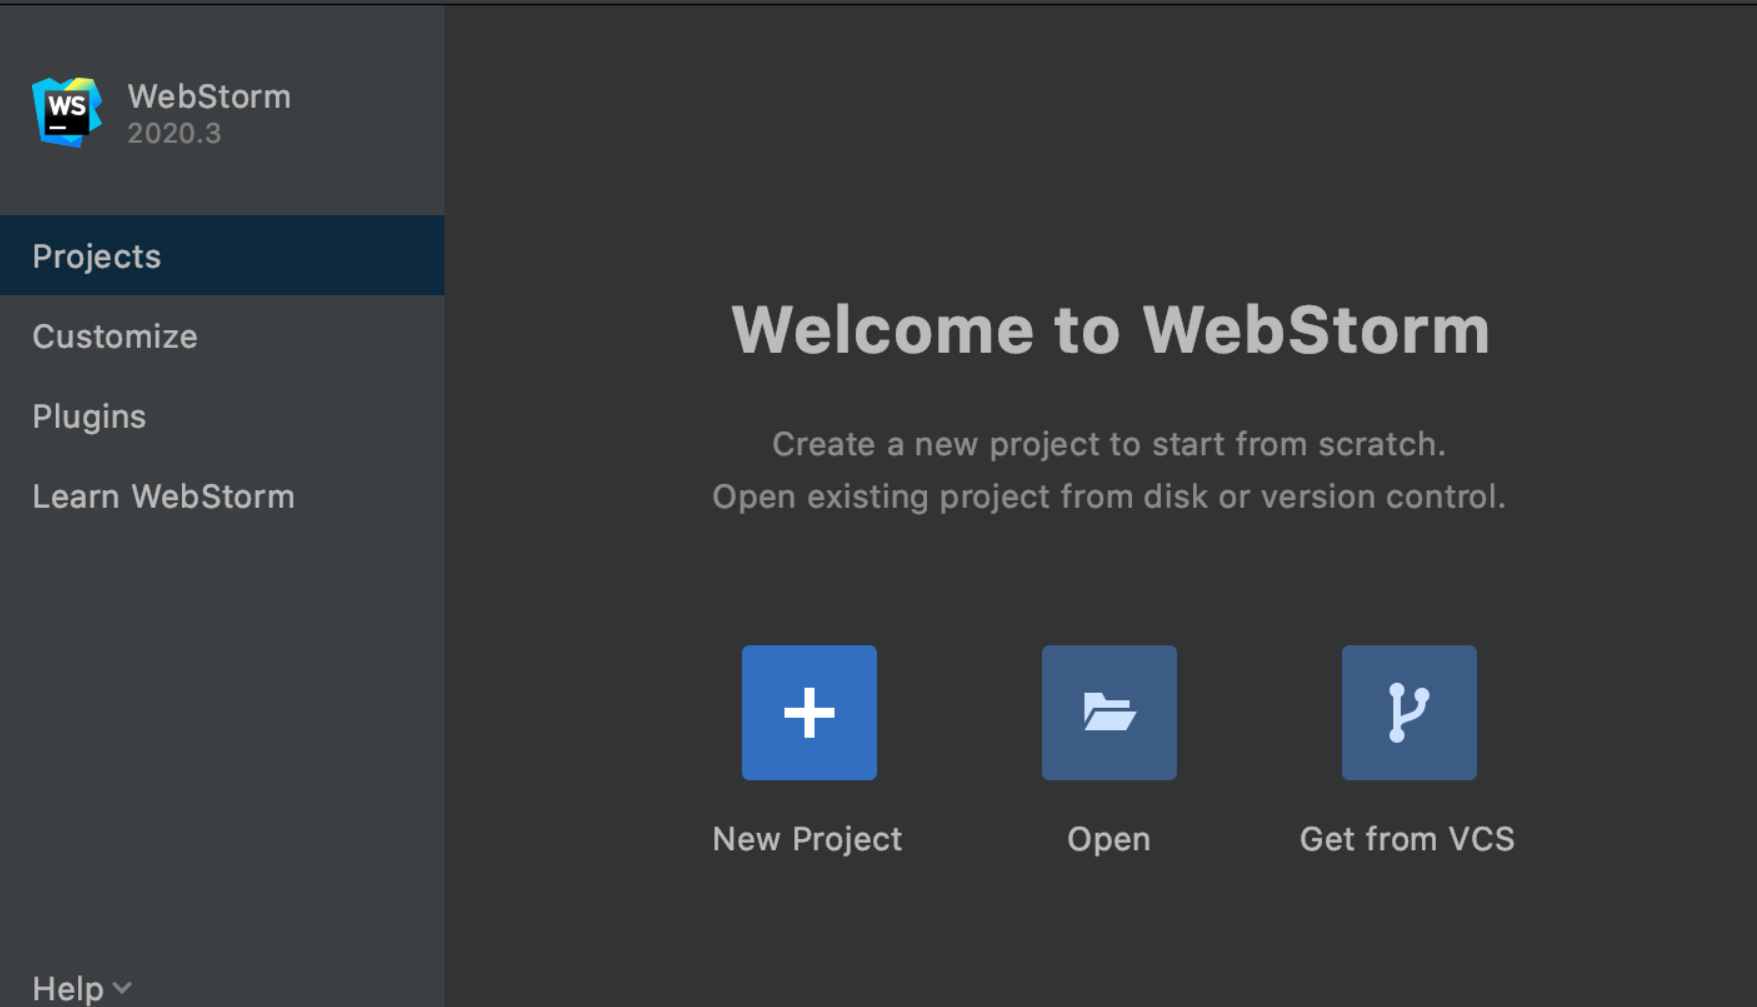 WS
WebStorm
2020.3
Projects
Customize
Plugins
Learn WebStorm
Help
Welcome to WebStorm
Create a new project to start from scratch.
Open existing project from disk or version control.
New Project
Open
Get from VCS